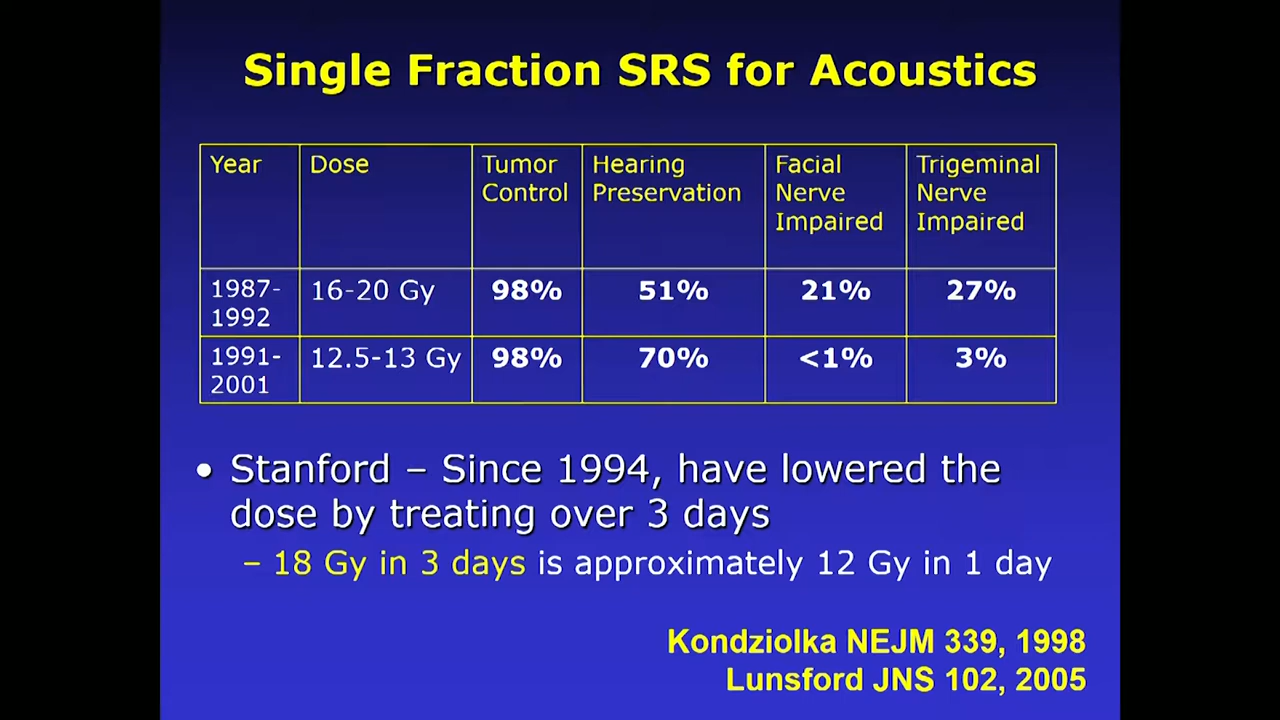 Single Fraction SRS for Acoustics
Year Dose Tumor Control Hearing Preservation Facial Nerve Impaired Trigeminal Nerve Impaired
1987-1992 16-20 Gy 98% 51% 21% 27%
1991-2001 12.5-13 Gy 98% 70% <1% 3%
• Stanford – Since 1994, have lowered the
dose by treating over 3 days
– 18 Gy in 3 days is approximately 12 Gy in 1 day
Kondziolka NEJM 339, 1998
Lunsford JNS 102, 2005